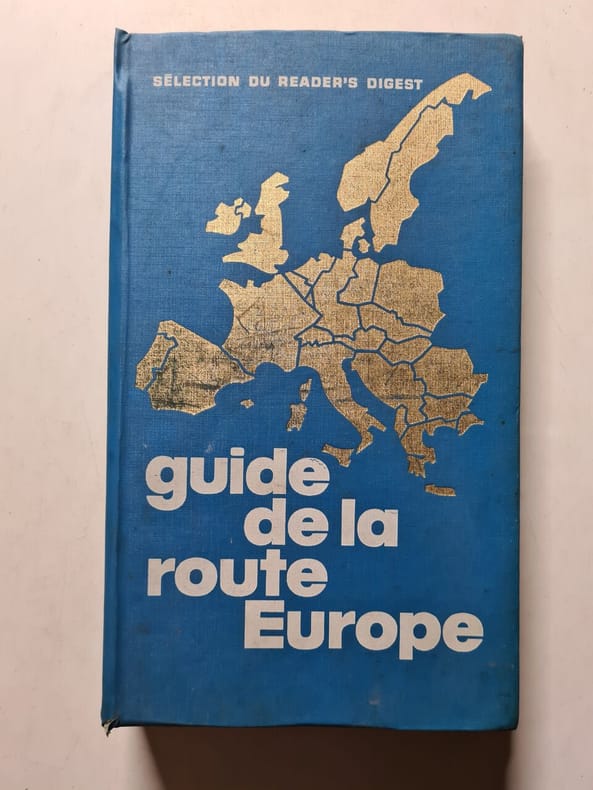 SÉLECTION DU READER'S DIGEST
guide
de la
route
Europe